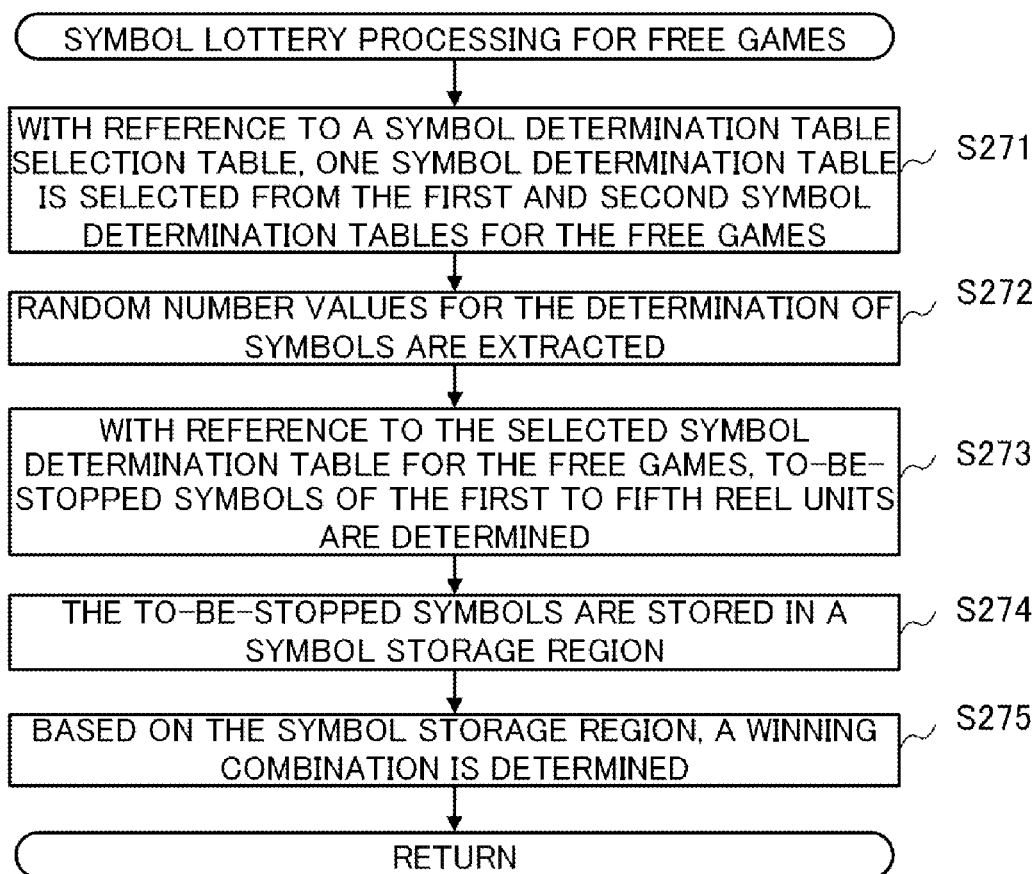 SYMBOL LOTTERY PROCESSING FOR FREE GAMES
WITH REFERENCE TO A SYMBOL DETERMINATION TABLE
SELECTION TABLE, ONE SYMBOL DETERMINATION TABLE
IS SELECTED FROM THE FIRST AND SECOND SYMBOL
DETERMINATION TABLES FOR THE FREE GAMES
S271
RANDOM NUMBER VALUES FOR THE DETERMINATION OF
SYMBOLS ARE EXTRACTED
S272
WITH REFERENCE TO THE SELECTED SYMBOL
DETERMINATION TABLE FOR THE FREE GAMES, TO-BE-
STOPPED SYMBOLS OF THE FIRST TO FIFTH REEL UNITS
ARE DETERMINED
S273
THE TO-BE-STOPPED SYMBOLS ARE STORED IN A
SYMBOL STORAGE REGION
S274
BASED ON THE SYMBOL STORAGE REGION, A WINNING
COMBINATION IS DETERMINED
S275
RETURN